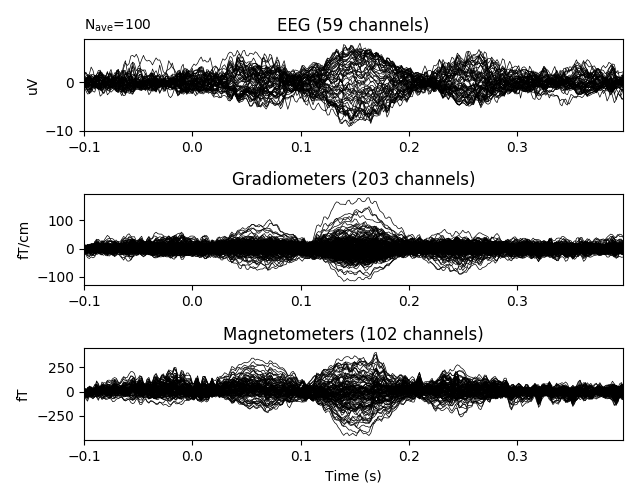 N_ave=100 EEG (59 channels)
uV
0
−10
−0.1 0.0 0.1 0.2 0.3
Gradiometers (203 channels)
fT/cm
100
0
−100
−0.1 0.0 0.1 0.2 0.3
Magnetometers (102 channels)
fT
250
0
−250
−0.1 0.0 0.1 0.2 0.3
Time (s)